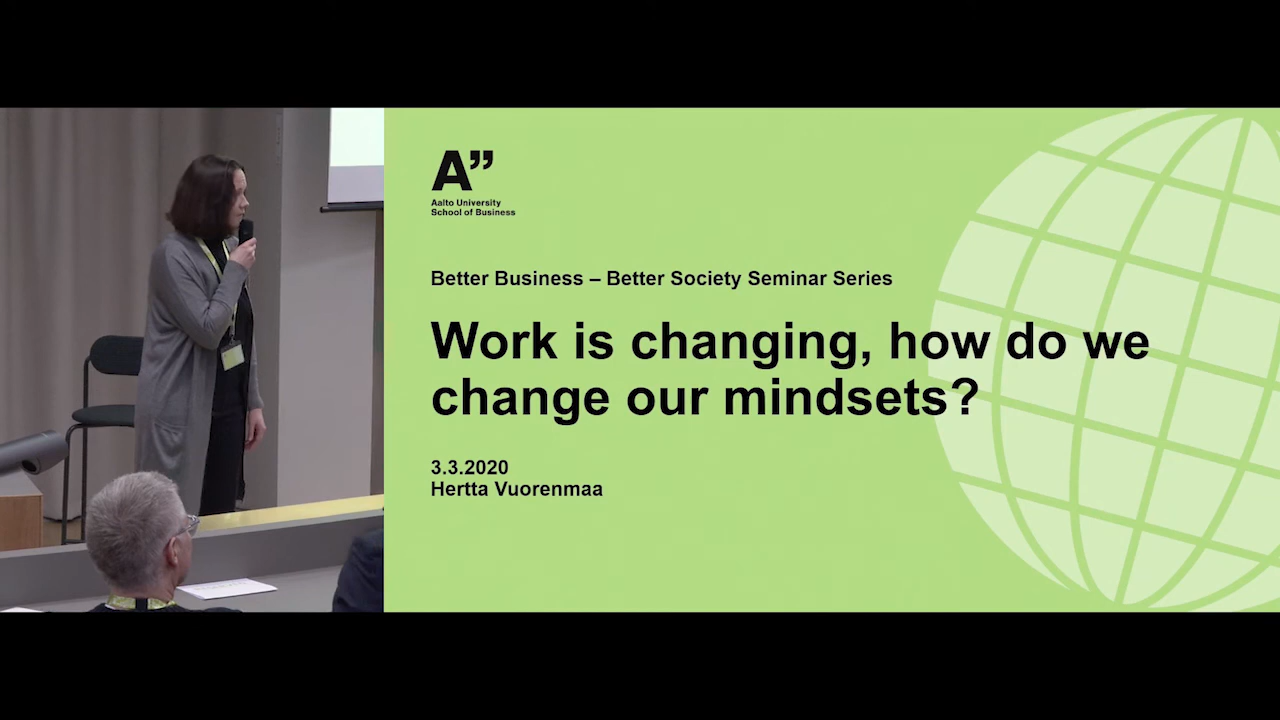 A”
Aalto University
School of Business
Better Business – Better Society Seminar Series
Work is changing, how do we
change our mindsets?
3.3.2020
Hertta Vuorenmaa